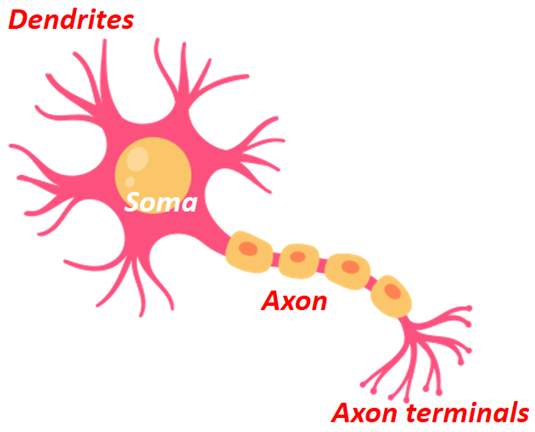 Dendrites
Soma
Axon
Axon terminals